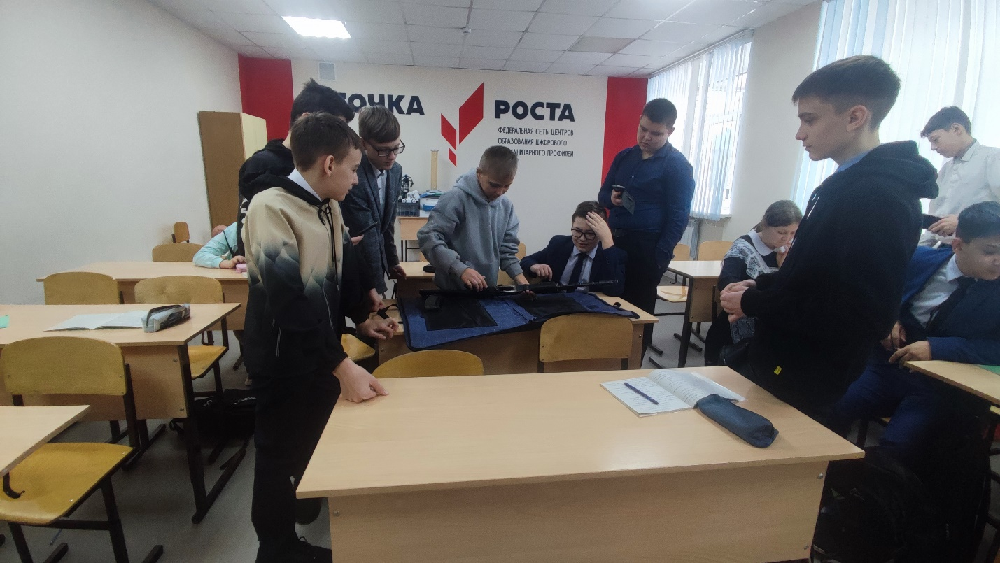 ТОЧКА РОСТА
ФЕДЕРАЛЬНАЯ СЕТЬ ЦЕНТРОВ
ОБРАЗОВАНИЯ ЦИФРОВОГО
ГУМАНИТАРНОГО ПРОФИЛЕЙ